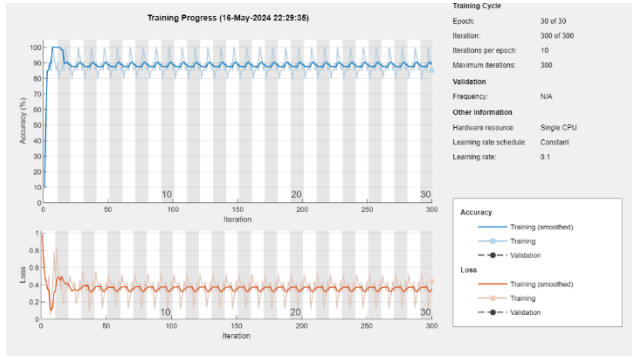 Training Progress (16-May-2024 22:29:35)
100
90
80
70
60
50
40
30
20
10
0
Accuracy (%)
10
20
30
0
50
100
150
200
250
300
Iteration
1
0.8
0.6
0.4
0.2
0
Loss
10
20
30
0
50
100
150
200
250
300
Iteration
Training Cycle
Epoch: 30 of 30
Iteration: 300 of 300
Iterations per epoch: 10
Maximum iterations: 300
Validation
Frequency: N/A
Other Information
Hardware resource: Single CPU
Learning rate schedule: Constant
Learning rate: 0.1
Accuracy
Training (smoothed)
Training
Validation
Loss
Training (smoothed)
Training
Validation